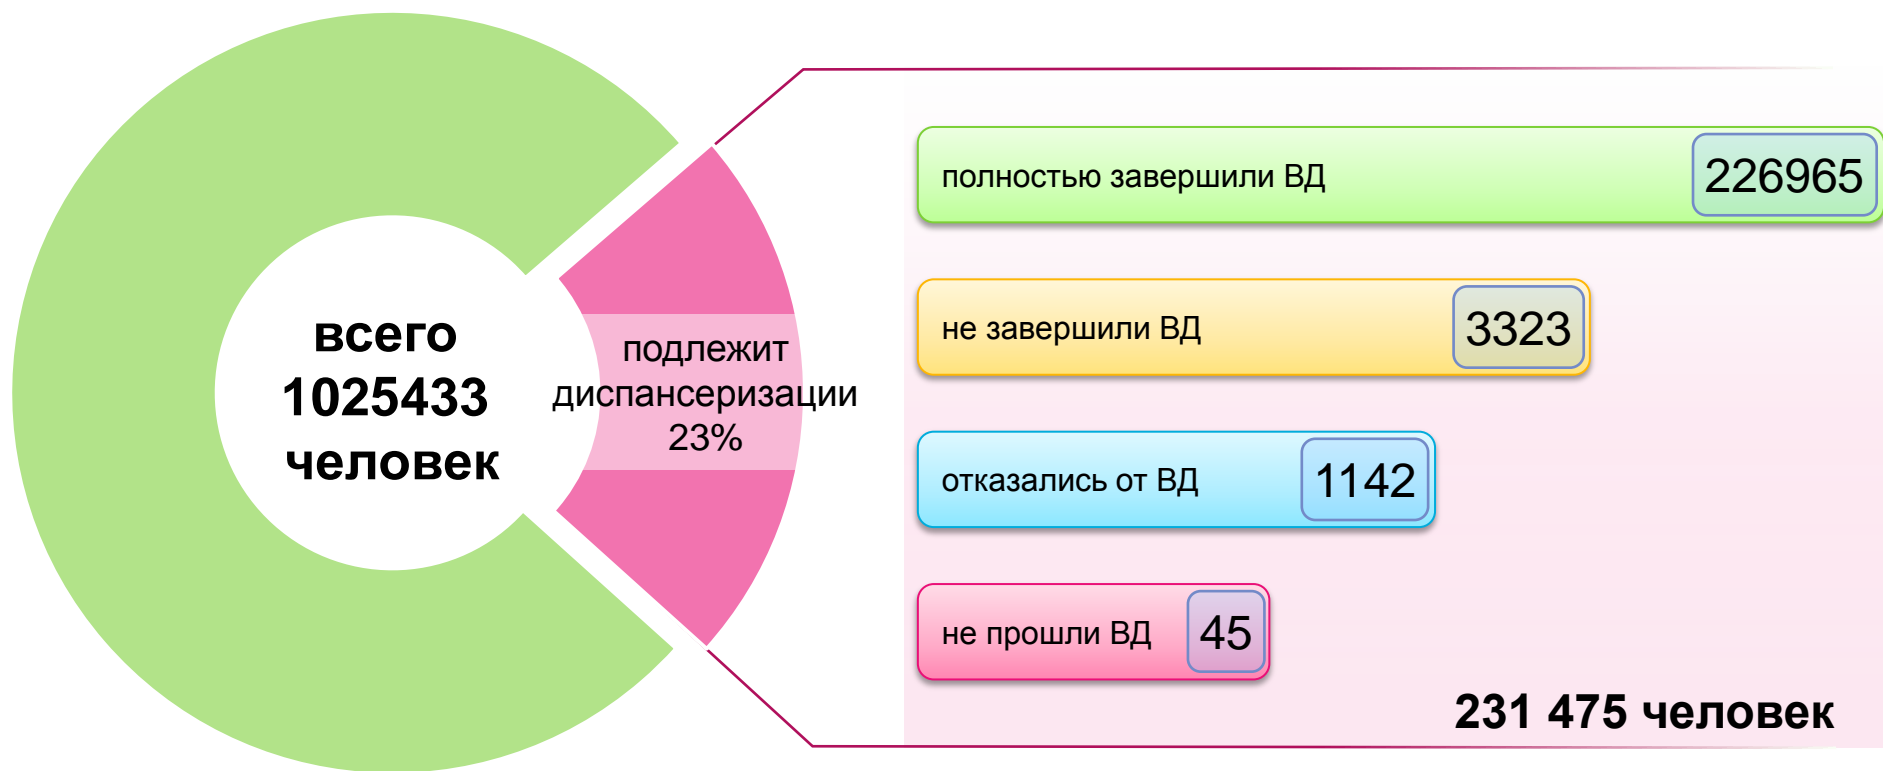 всего
1025433
человек
подлежит
диспансеризации
23%
полностью завершили ВД
226965
не завершили ВД
3323
отказались от ВД
1142
не прошли ВД
45
231 475 человек